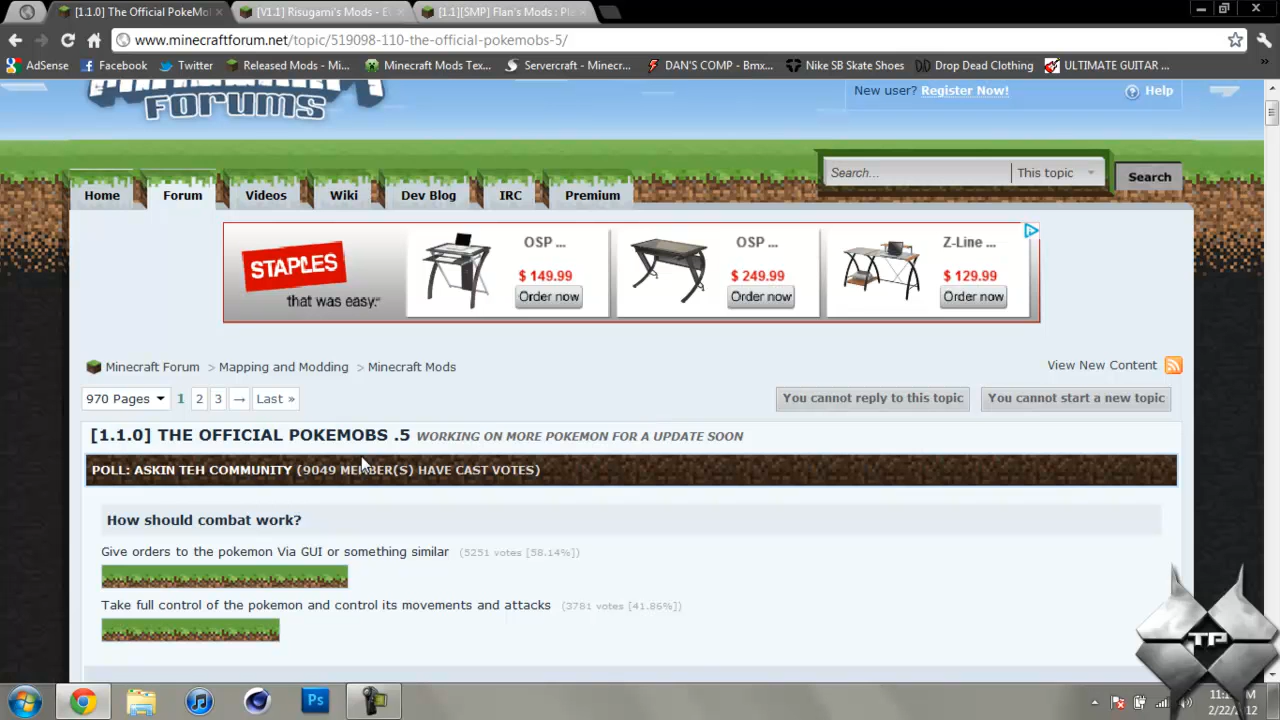 [1.1.0] The Official PokeMo
[V1.1] Risugami's Mods - E
[1.1][SMP] Flan's Mods : Pla
www.minecraftforum.net/topic/519098-110-the-official-pokemobs-5/
AdSense
Facebook
Twitter
Released Mods - Mi...
Minecraft Mods Tex...
Servercraft - Minecr...
DAN'S COMP - Bmx...
Nike SB Skate Shoes
Drop Dead Clothing
ULTIMATE GUITAR ...
FORUMS
New user? Register Now!
Help
Search...
This topic
Search
Home
Forum
Videos
Wiki
Dev Blog
IRC
Premium
STAPLES
that was easy.
OSP ...
$ 149.99
Order now
OSP ...
$ 249.99
Order now
Z-Line ...
$ 129.99
Order now
Minecraft Forum > Mapping and Modding > Minecraft Mods
View New Content
970 Pages
1 2 3 → Last »
You cannot reply to this topic
You cannot start a new topic
[1.1.0] THE OFFICIAL POKEMOBS .5 WORKING ON MORE POKEMON FOR A UPDATE SOON
POLL: ASKIN TEH COMMUNITY (9049 MEMBER(S) HAVE CAST VOTES)
How should combat work?
Give orders to the pokemon Via GUI or something similar (5251 votes [58.14%])
Take full control of the pokemon and control its movements and attacks (3781 votes [41.86%])
TP
Ps
2/22/2012